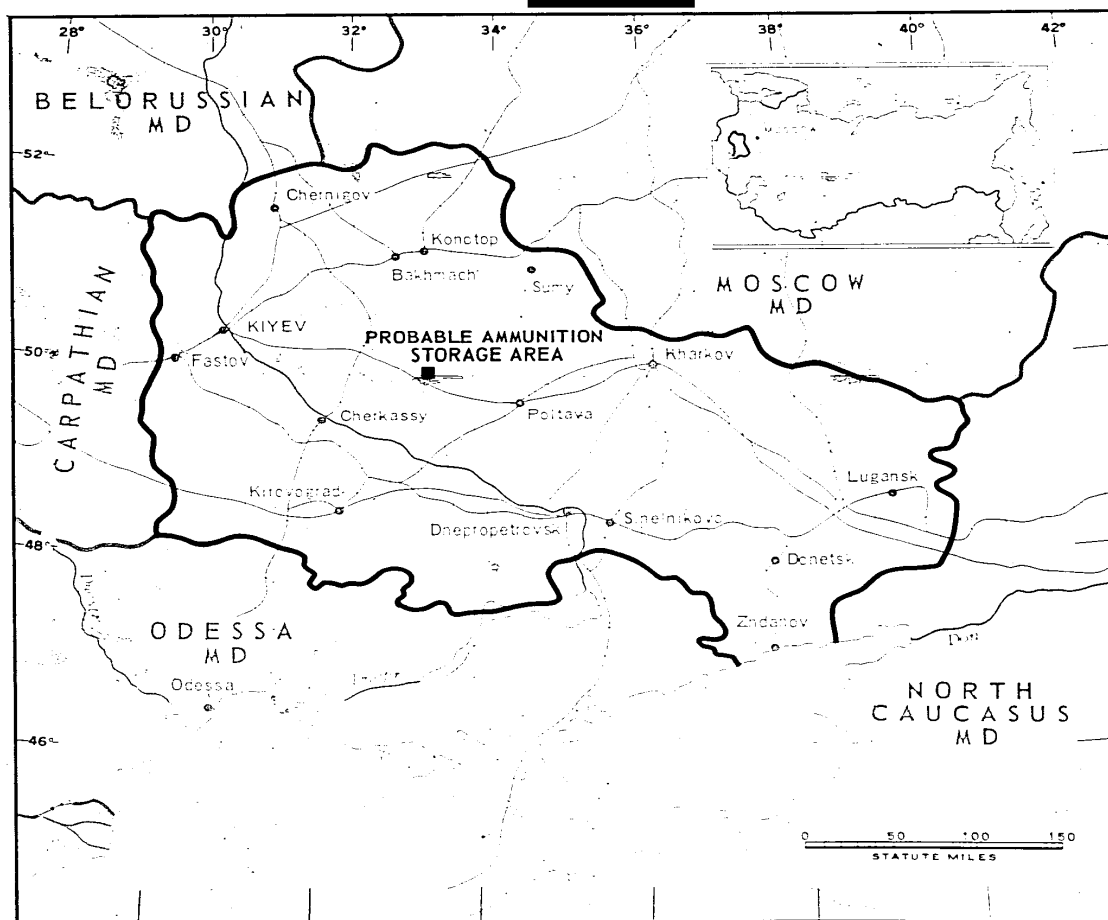 28° 30° 32° 34° 36° 38° 40° 42°
BELORUSSIAN
MD
MOSCOW
52°
Chernigov
Konotop
Bakhmach
Sumy
MOSCOW
MD
CARPATHIAN
MD
KIYEV
PROBABLE AMMUNITION
STORAGE AREA
50°
Fastov
Kharkov
Cherkassy
Poltava
Kirovograd
Lugansk
Dnepropetrovsk
Sinelnikovo
48°
Donetsk
Zhdanov
ODESSA
MD
Don
Odessa
NORTH
CAUCASUS
MD
46°
0 50 100 150
STATUTE MILES